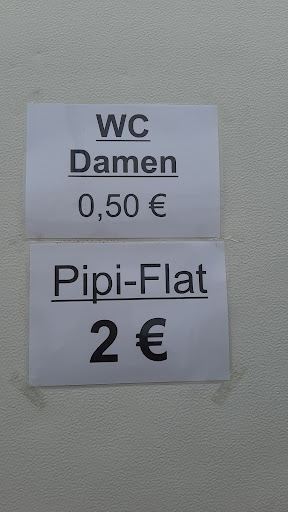 WC
Damen
0,50 €
Pipi-Flat
2 €